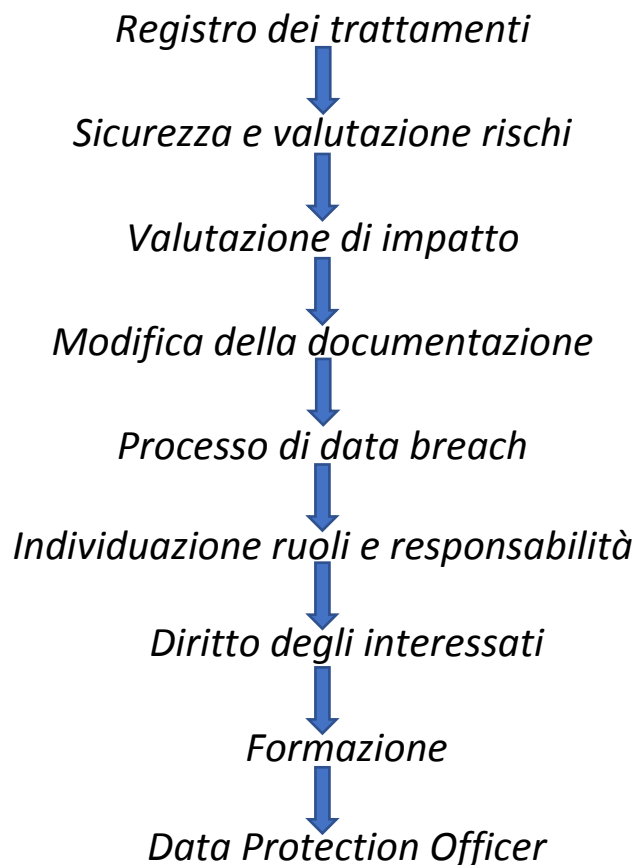 Registro dei trattamenti
Sicurezza e valutazione rischi
Valutazione di impatto
Modifica della documentazione
Processo di data breach
Individuazione ruoli e responsabilità
Diritto degli interessati
Formazione
Data Protection Officer